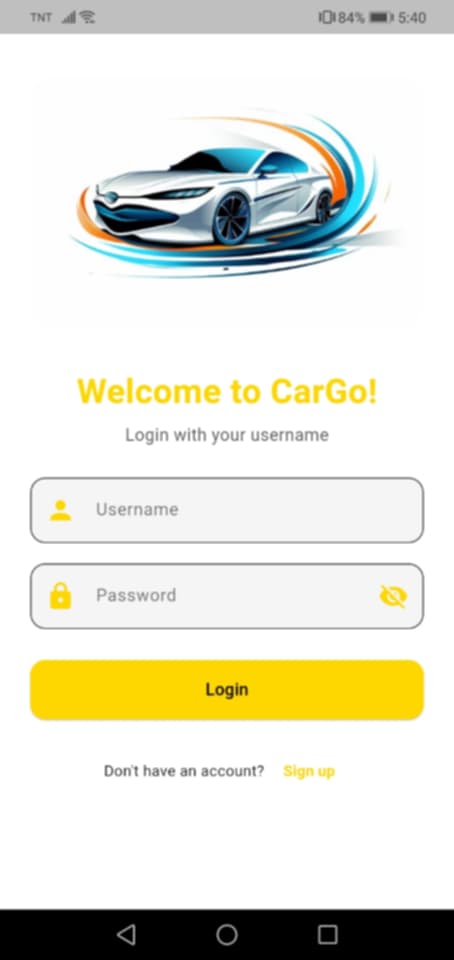 TNT 84% 5:40
Welcome to CarGo!
Login with your username
Username
Password
Login
Don't have an account? Sign up